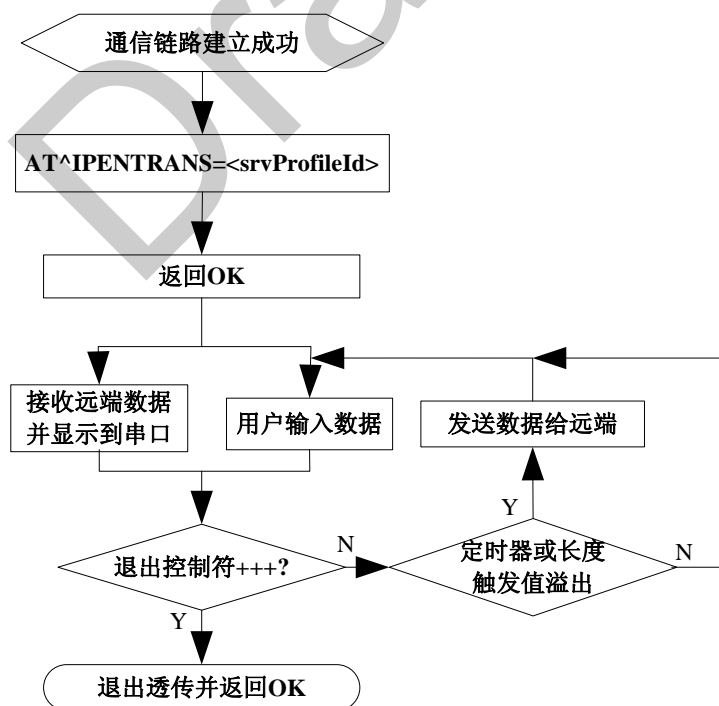 通信链路建立成功
AT^IPENTRANS=<srvProfileId>
返回OK
接收远端数据
并显示到串口
用户输入数据
发送数据给远端
Y
退出控制符+++?
N
定时器或长度
触发值溢出
N
Y
退出透传并返回OK
Dra